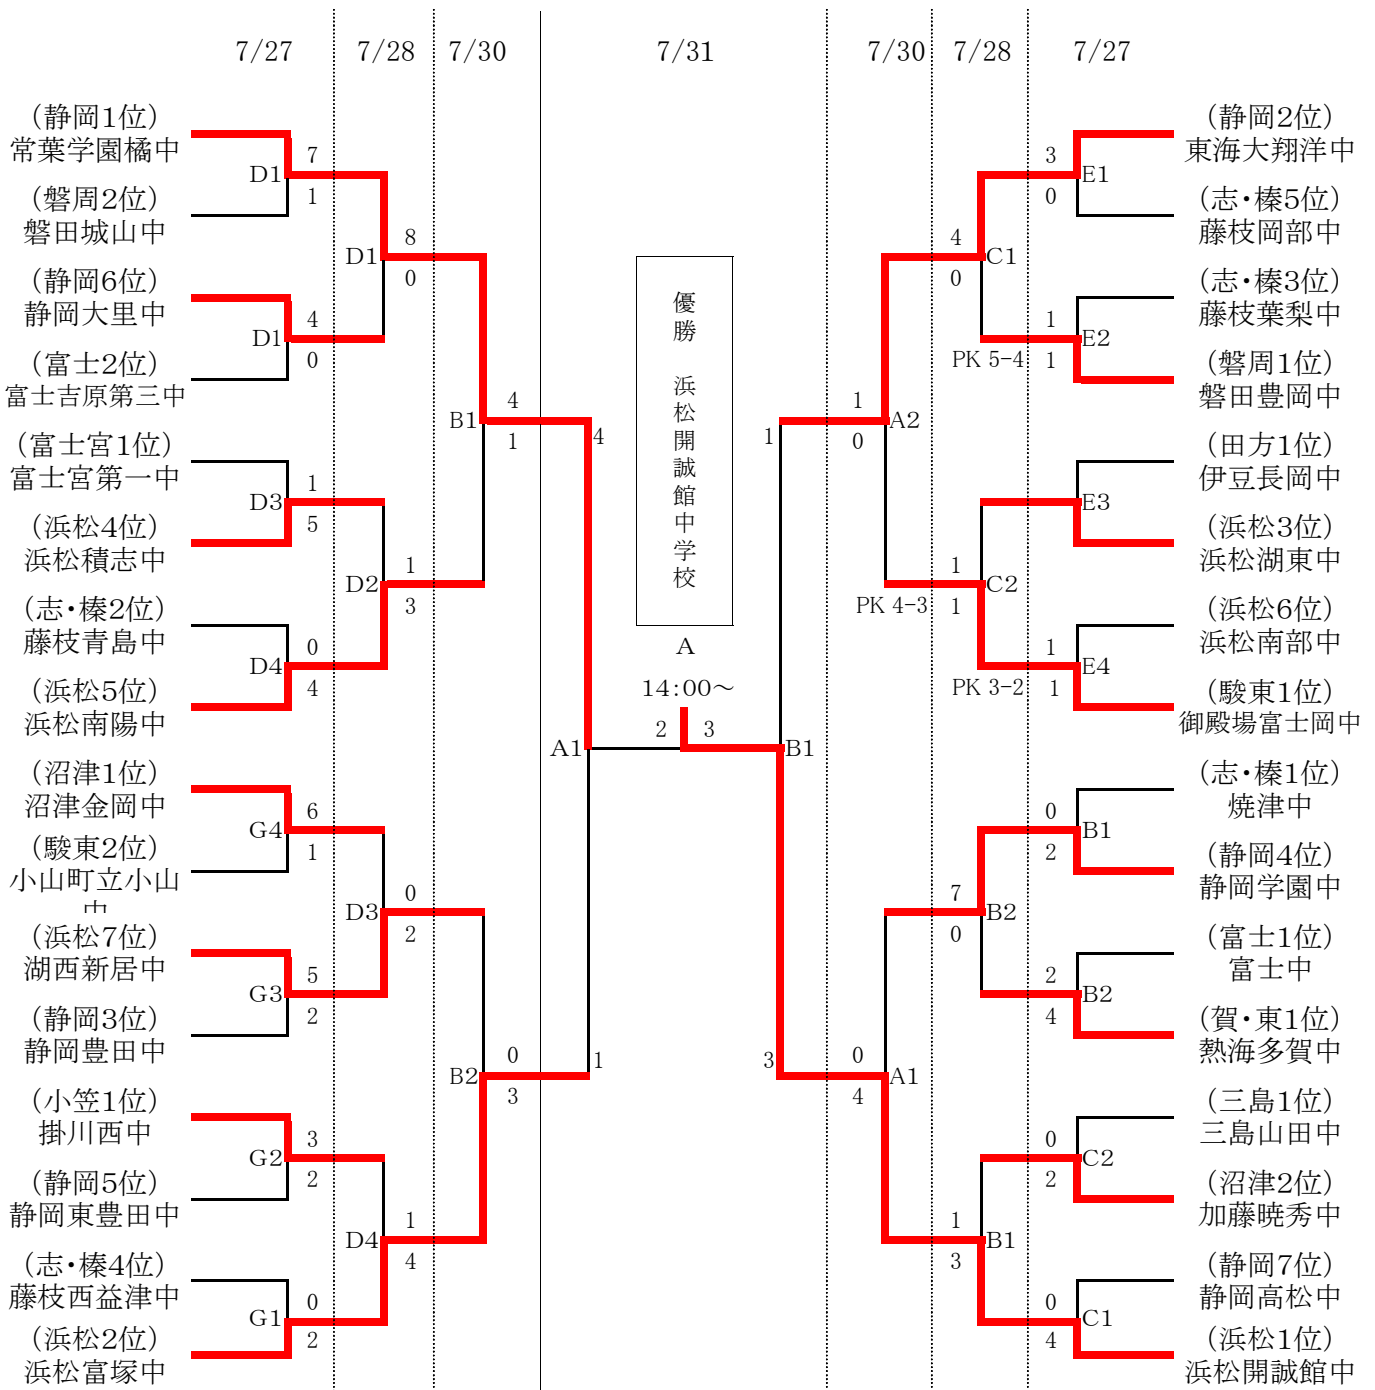 7/27
7/28
7/30
7/31
7/30
7/28
7/27
(静岡1位)
常葉学園橘中
(磐周2位)
磐田城山中
(静岡6位)
静岡大里中
(富士2位)
富士吉原第三中
(富士宮1位)
富士宮第一中
(浜松4位)
浜松積志中
(志・榛2位)
藤枝青島中
(浜松5位)
浜松南陽中
(沼津1位)
沼津金岡中
(駿東2位)
小山町立小山
中
(浜松7位)
湖西新居中
(静岡3位)
静岡豊田中
(小笠1位)
掛川西中
(静岡5位)
静岡東豊田中
(志・榛4位)
藤枝西益津中
(浜松2位)
浜松富塚中
D1
7
1
D1
4
0
D3
1
5
D4
0
4
G4
6
1
G3
5
2
G2
3
2
G1
0
2
D1
8
0
D2
1
3
D3
0
2
D4
1
4
B1
4
1
B2
0
3
4
A1
1
優勝 浜松開誠館中学校
A
14:00～
2
3
1
B1
3
1
0
A2
PK 4-3
0
4
A1
4
0
C1
PK 5-4
1
1
C2
PK 3-2
7
0
B2
1
3
B1
3
0
E1
1
1
E2
E3
1
1
E4
0
2
B1
2
4
B2
0
2
C2
0
4
C1
(静岡2位)
東海大翔洋中
(志・榛5位)
藤枝岡部中
(志・榛3位)
藤枝葉梨中
(磐周1位)
磐田豊岡中
(田方1位)
伊豆長岡中
(浜松3位)
浜松湖東中
(浜松6位)
浜松南部中
(駿東1位)
御殿場富士岡中
(志・榛1位)
焼津中
(静岡4位)
静岡学園中
(富士1位)
富士中
(賀・東1位)
熱海多賀中
(三島1位)
三島山田中
(沼津2位)
加藤暁秀中
(静岡7位)
静岡高松中
(浜松1位)
浜松開誠館中